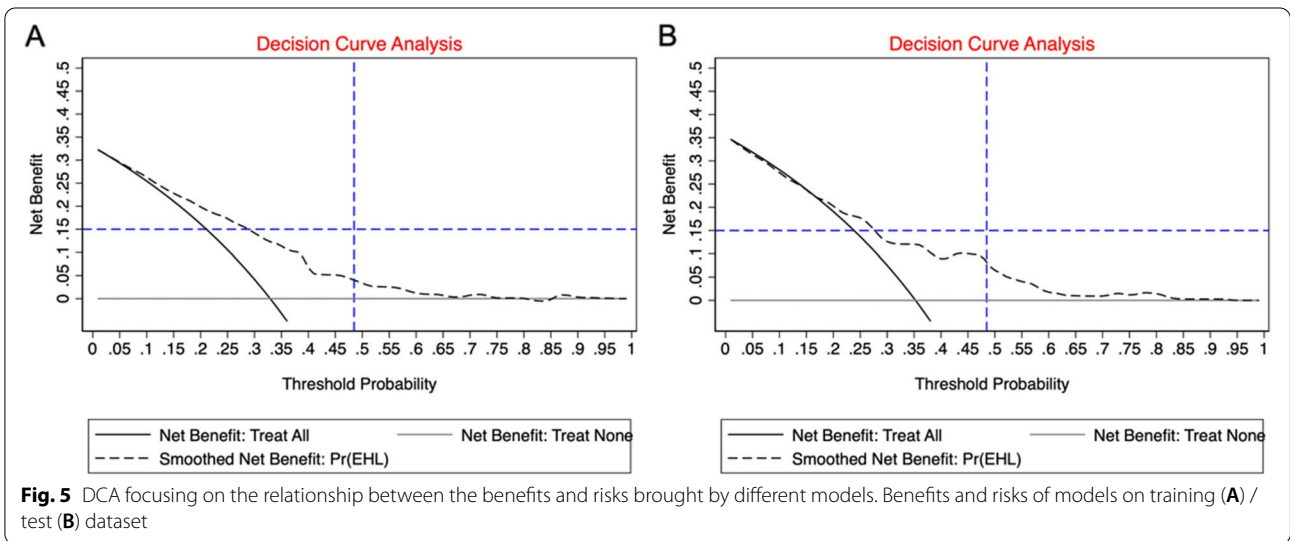 A
Decision Curve Analysis
Net Benefit
.5
.45
.4
.35
.3
.25
.2
.15
.1
.05
0
0 .05 .1 .15 .2 .25 .3 .35 .4 .45 .5 .55 .6 .65 .7 .75 .8 .85 .9 .95 1
Threshold Probability
Net Benefit: Treat All
Net Benefit: Treat None
Smoothed Net Benefit: Pr(EHL)
B
Decision Curve Analysis
Net Benefit
.5
.45
.4
.35
.3
.25
.2
.15
.1
.05
0
0 .05 .1 .15 .2 .25 .3 .35 .4 .45 .5 .55 .6 .65 .7 .75 .8 .85 .9 .95 1
Threshold Probability
Net Benefit: Treat All
Net Benefit: Treat None
Smoothed Net Benefit: Pr(EHL)
Fig. 5 DCA focusing on the relationship between the benefits and risks brought by different models. Benefits and risks of models on training (A) /
test (B) dataset